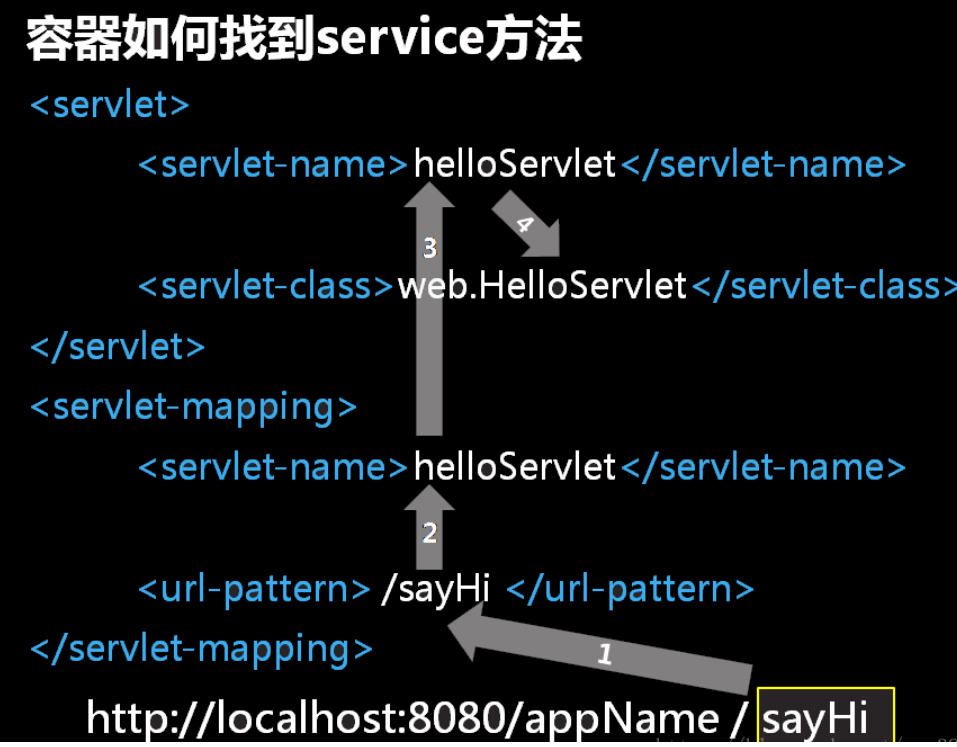 容器如何找到service方法
<servlet>
<servlet-name>helloServlet</servlet-name>
4
3
<servlet-class>web.HelloServlet</servlet-class>
</servlet>
<servlet-mapping>
<servlet-name>helloServlet</servlet-name>
2
<url-pattern> /sayHi </url-pattern>
</servlet-mapping>
1
http://localhost:8080/appName / sayHi